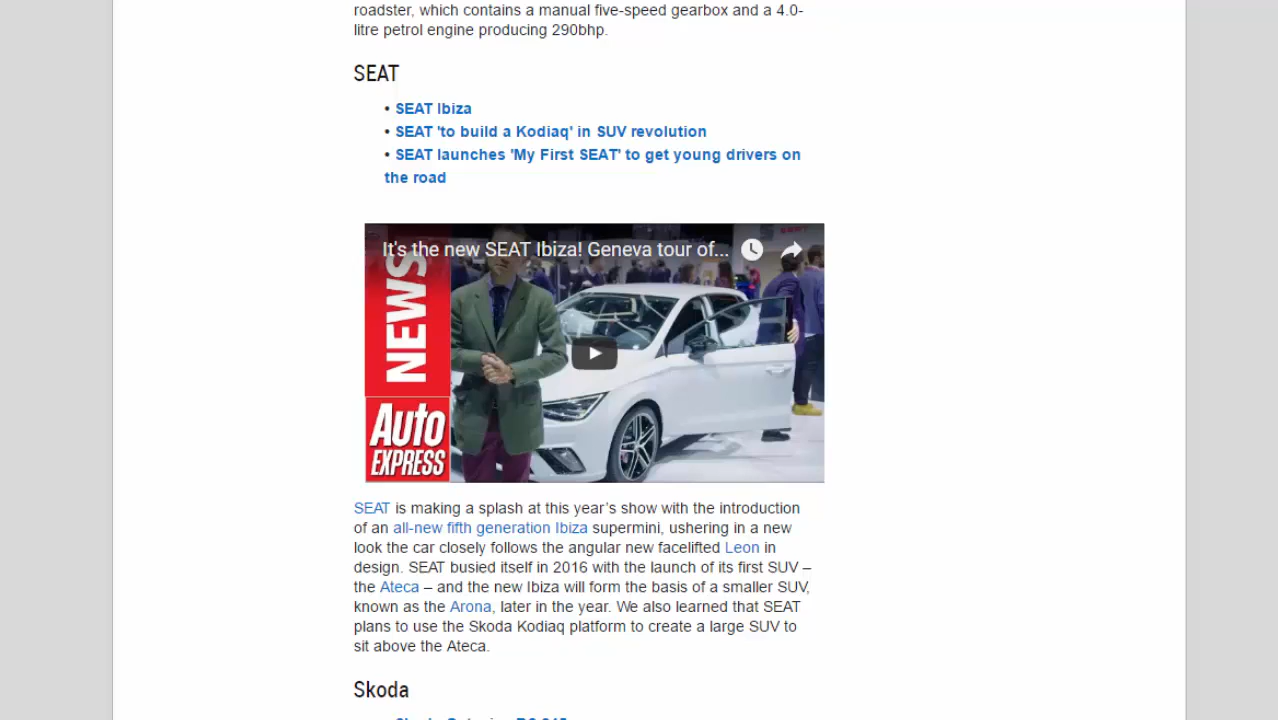 roadster, which contains a manual five-speed gearbox and a 4.0-
litre petrol engine producing 290bhp.
SEAT
• SEAT Ibiza
• SEAT 'to build a Kodiaq' in SUV revolution
• SEAT launches 'My First SEAT' to get young drivers on
the road
It's the new SEAT Ibiza! Geneva tour of...
NEWS
Auto
EXPRESS
SEAT is making a splash at this year’s show with the introduction
of an all-new fifth generation Ibiza supermini, ushering in a new
look the car closely follows the angular new facelifted Leon in
design. SEAT busied itself in 2016 with the launch of its first SUV –
the Ateca – and the new Ibiza will form the basis of a smaller SUV,
known as the Arona, later in the year. We also learned that SEAT
plans to use the Skoda Kodiaq platform to create a large SUV to
sit above the Ateca.
Skoda